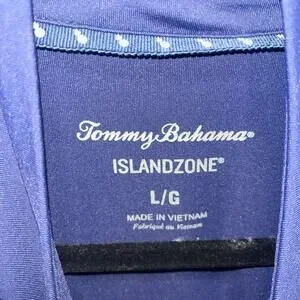 Tommy Bahama®
ISLANDZONE®
L/G
MADE IN VIETNAM
Fabriqué au Vietnam